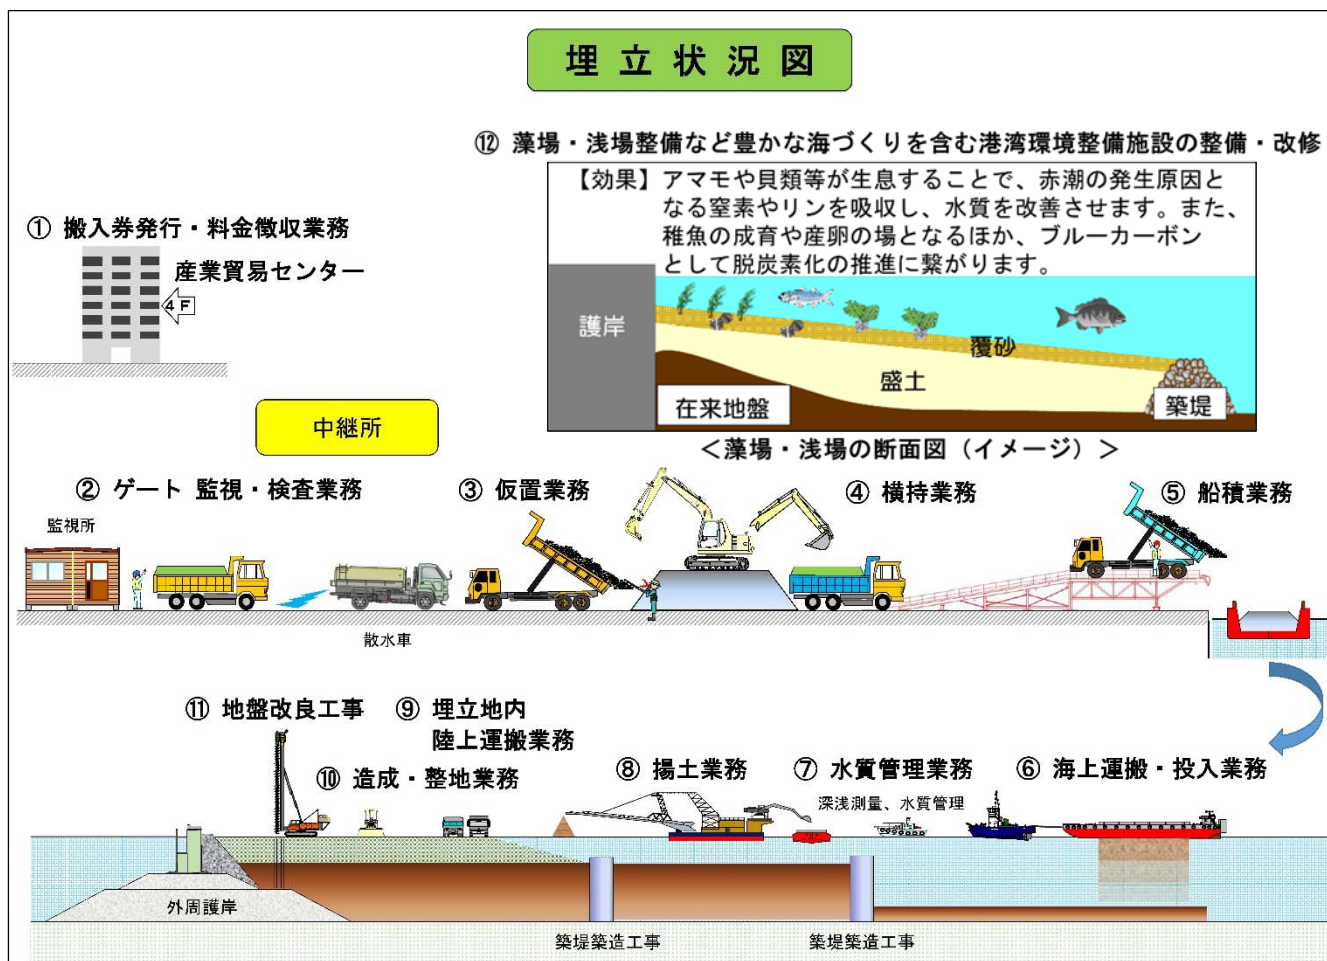 埋立状況図
⑫ 藻場・浅場整備など豊かな海づくりを含む港湾環境整備施設の整備・改修
【効果】アマモや貝類等が生息することで、赤潮の発生原因と
なる窒素やリンを吸収し、水質を改善させます。また、
稚魚の成育や産卵の場となるほか、ブルーカーボン
として脱炭素化の推進に繋がります。
護岸
覆砂
盛土
在来地盤
築堤
＜藻場・浅場の断面図（イメージ）＞
① 搬入券発行・料金徴収業務
産業貿易センター
4F
中継所
② ゲート 監視・検査業務
③ 仮置業務
④ 横持業務
⑤ 船積業務
監視所
散水車
⑪ 地盤改良工事
⑨ 埋立地内
陸上運搬業務
⑩ 造成・整地業務
⑧ 揚土業務
⑦ 水質管理業務
深浅測量、水質管理
⑥ 海上運搬・投入業務
外周護岸
築堤築造工事
築堤築造工事